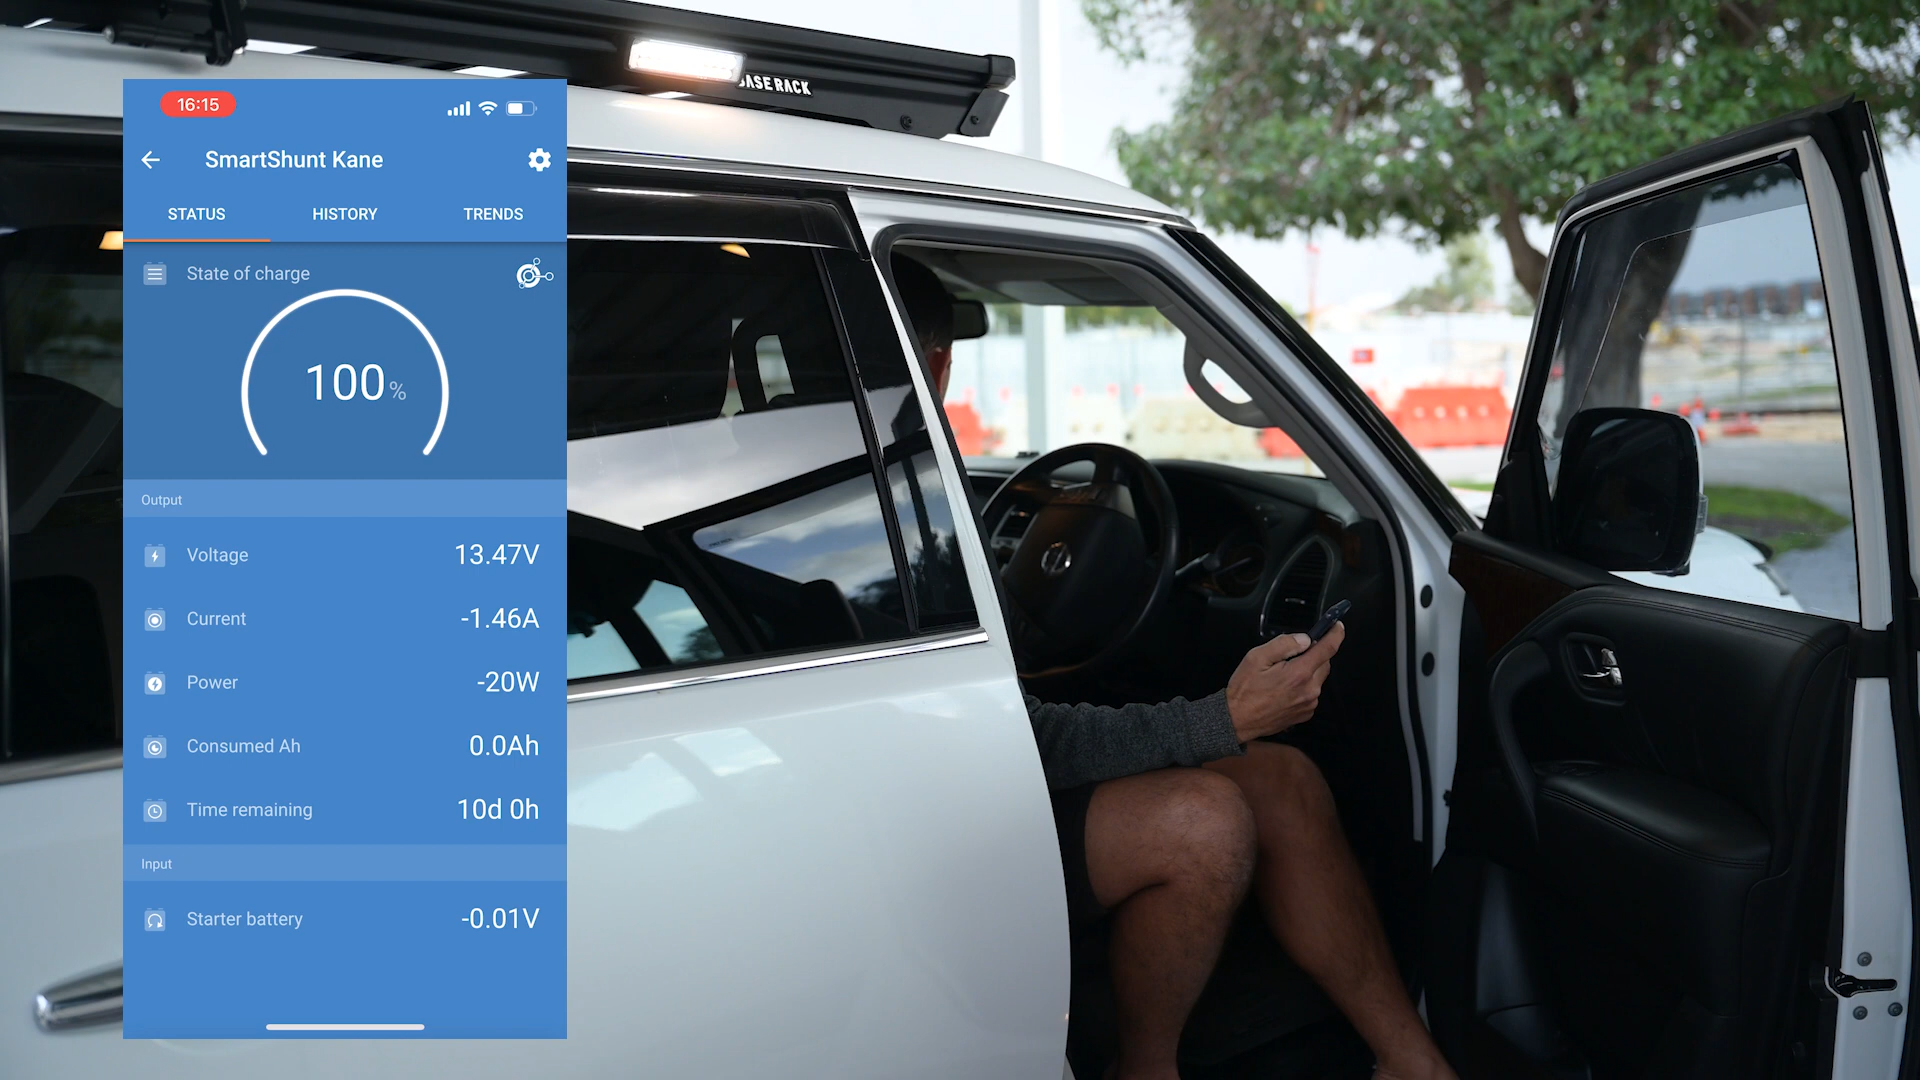 16:15
SmartShunt Kane
STATUS HISTORY TRENDS
State of charge
100%
Output
Voltage 13.47V
Current -1.46A
Power -20W
Consumed Ah 0.0Ah
Time remaining 10d 0h
Input
Starter battery -0.01V
BASE RACK